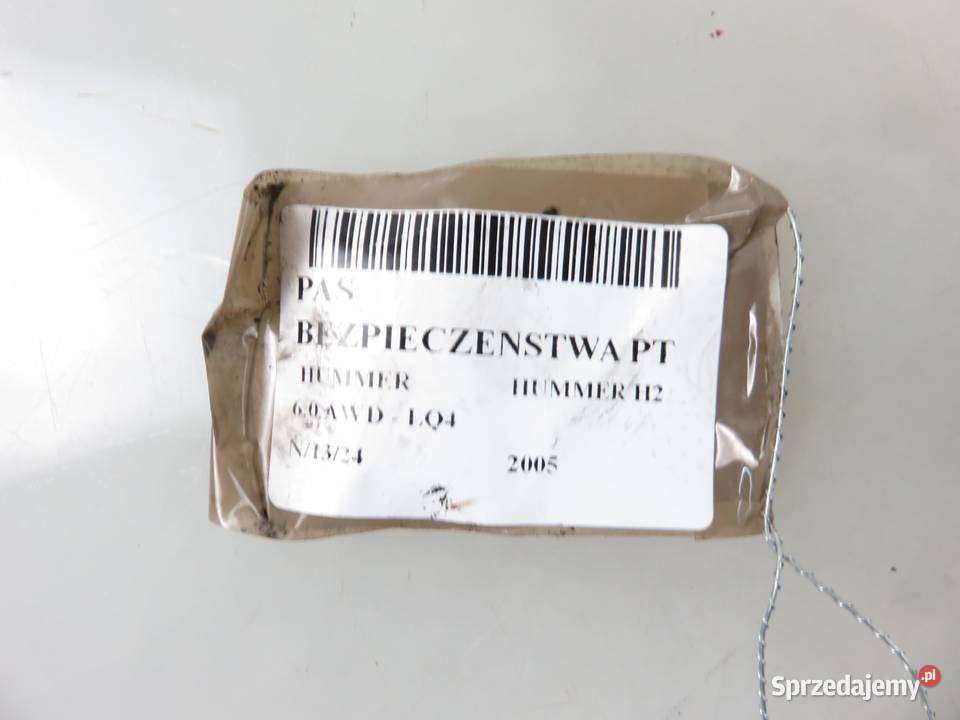 PAS
BEZPIECZENSTWA PT
HUMMER HUMMER H2
6.0 AWD - LQ4
N/13/24 2005
Sprzedajemy.pl